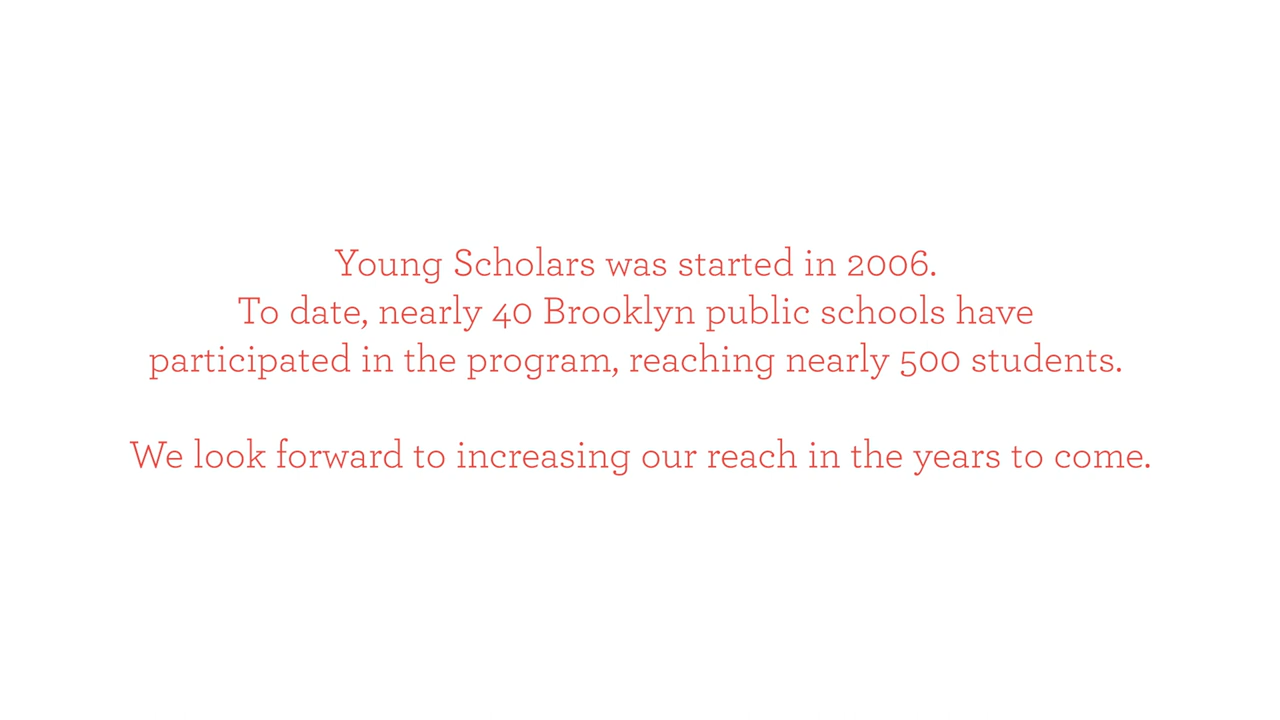 Young Scholars was started in 2006.
To date, nearly 40 Brooklyn public schools have
participated in the program, reaching nearly 500 students.
We look forward to increasing our reach in the years to come.